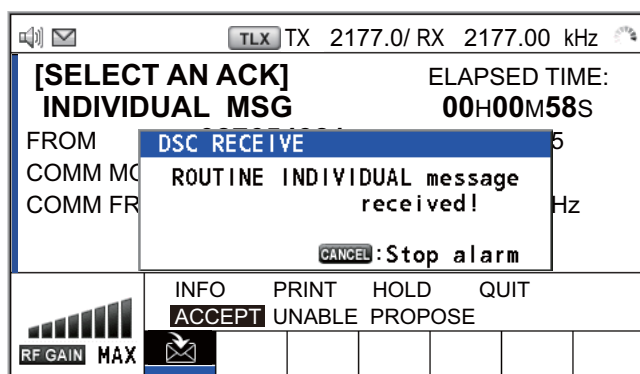 TLX TX 2177.0/ RX 2177.00 kHz
[SELECT AN ACK] ELAPSED TIME:
INDIVIDUAL MSG 00H00M58S
FROM 5
COMM MO
COMM FR Hz
DSC RECEIVE
ROUTINE INDIVIDUAL message
received!
CANCEL:Stop alarm
INFO PRINT HOLD QUIT
ACCEPT UNABLE PROPOSE
RF GAIN MAX